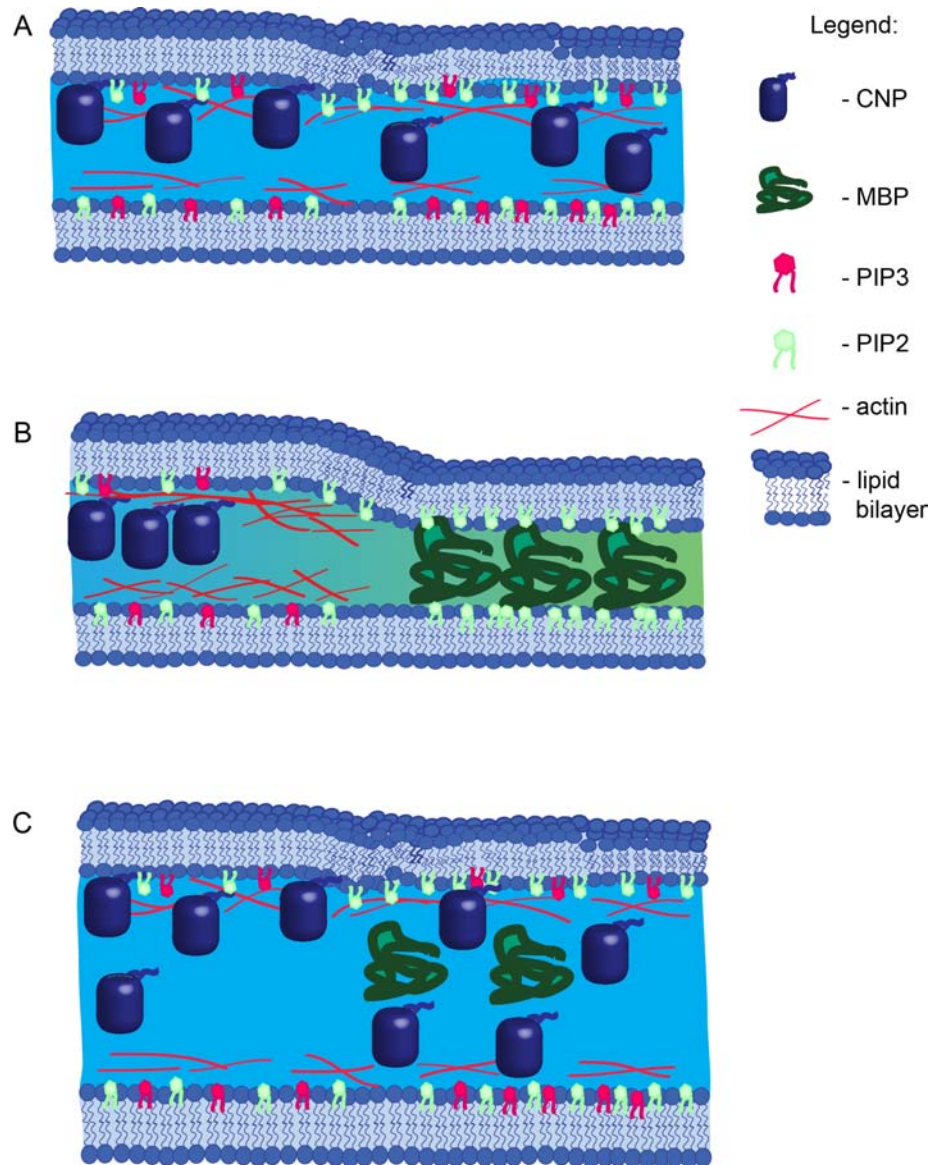 A
Legend:
- CNP
- MBP
- PIP3
- PIP2
- actin
- lipid
bilayer
B
C